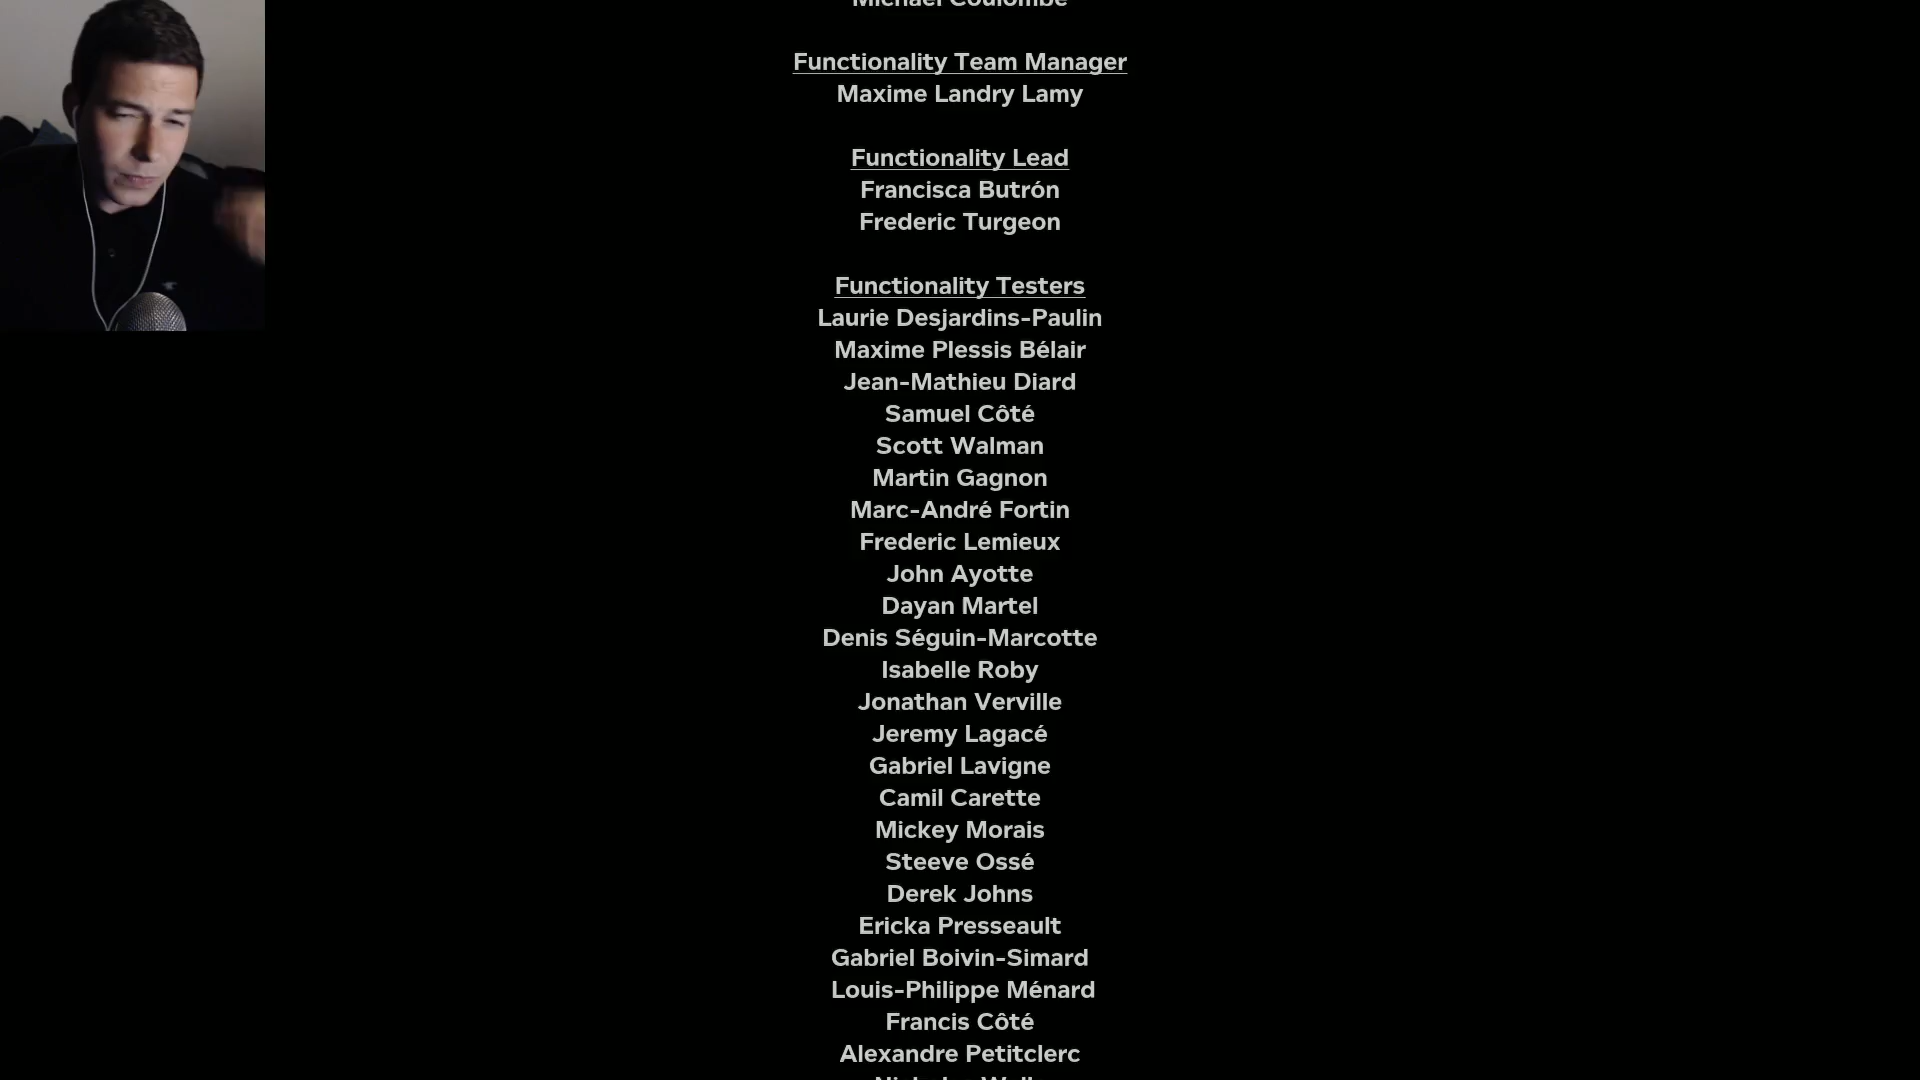 Michael Coulombe
Functionality Team Manager
Maxime Landry Lamy
Functionality Lead
Francisca Butrón
Frederic Turgeon
Functionality Testers
Laurie Desjardins-Paulin
Maxime Plessis Bélair
Jean-Mathieu Diard
Samuel Côté
Scott Walman
Martin Gagnon
Marc-André Fortin
Frederic Lemieux
John Ayotte
Dayan Martel
Denis Séguin-Marcotte
Isabelle Roby
Jonathan Verville
Jeremy Lagacé
Gabriel Lavigne
Camil Carette
Mickey Morais
Steeve Ossé
Derek Johns
Ericka Presseault
Gabriel Boivin-Simard
Louis-Philippe Ménard
Francis Côté
Alexandre Petitclerc